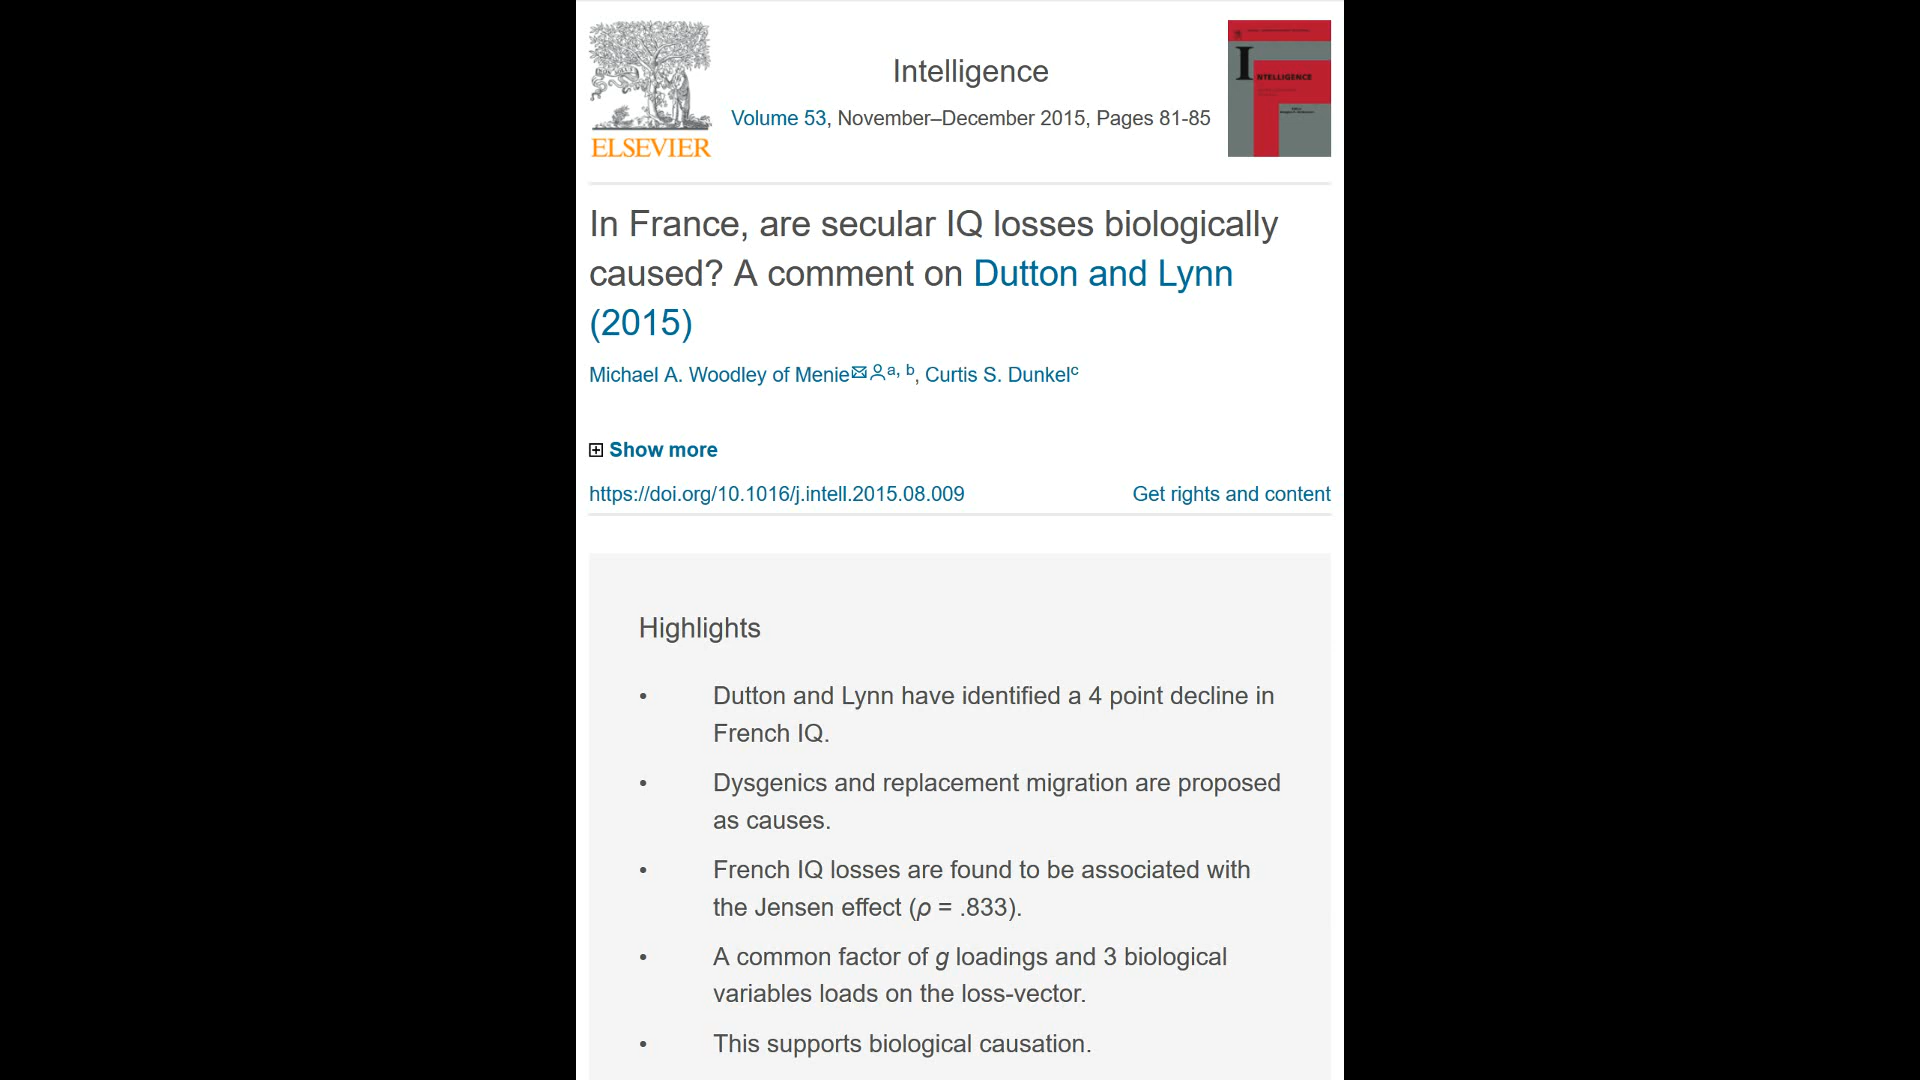 Intelligence
Volume 53, November–December 2015, Pages 81-85
ELSEVIER
INTELLIGENCE
In France, are secular IQ losses biologically
caused? A comment on Dutton and Lynn
(2015)
Michael A. Woodley of Menie a, b, Curtis S. Dunkel c
Show more
https://doi.org/10.1016/j.intell.2015.08.009
Get rights and content
Highlights
• Dutton and Lynn have identified a 4 point decline in
French IQ.
• Dysgenics and replacement migration are proposed
as causes.
• French IQ losses are found to be associated with
the Jensen effect (ρ = .833).
• A common factor of g loadings and 3 biological
variables loads on the loss-vector.
• This supports biological causation.